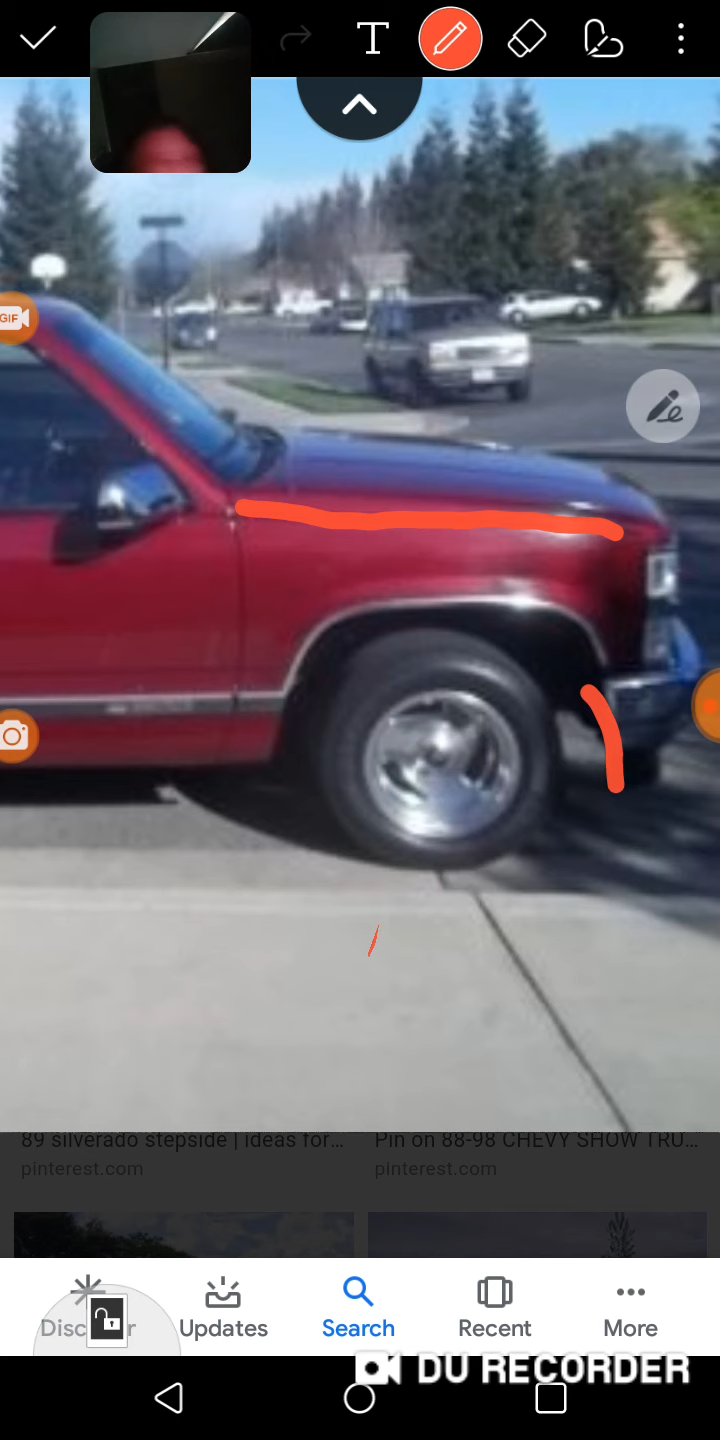 T
GIF
89 silverado stepside | ideas for... Pin on 88-98 CHEVY SHOW TRU...
pinterest.com pinterest.com
Updates Search Recent More
DU RECORDER